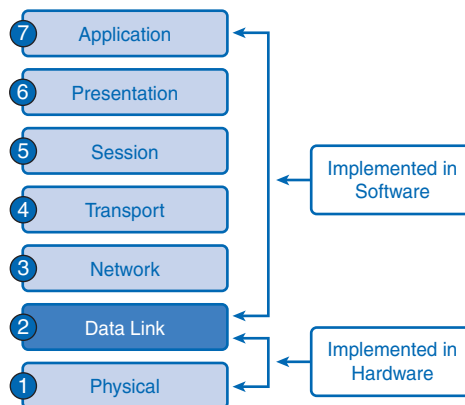 7 Application
6 Presentation
5 Session
4 Transport
3 Network
2 Data Link
1 Physical
Implemented in
Software
Implemented in
Hardware